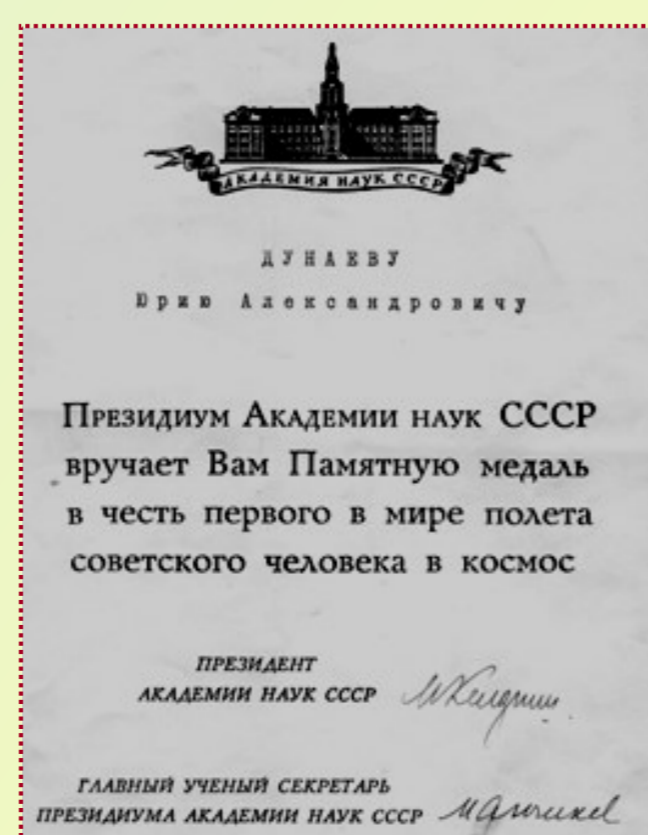 АКАДЕМИЯ НАУК СССР
ДУНАЕВУ
Юрию Александровичу
Президиум Академии наук СССР
вручает Вам Памятную медаль
в честь первого в мире полета
советского человека в космос
ПРЕЗИДЕНТ
АКАДЕМИИ НАУК СССР
ГЛАВНЫЙ УЧЕНЫЙ СЕКРЕТАРЬ
ПРЕЗИДИУМА АКАДЕМИИ НАУК СССР